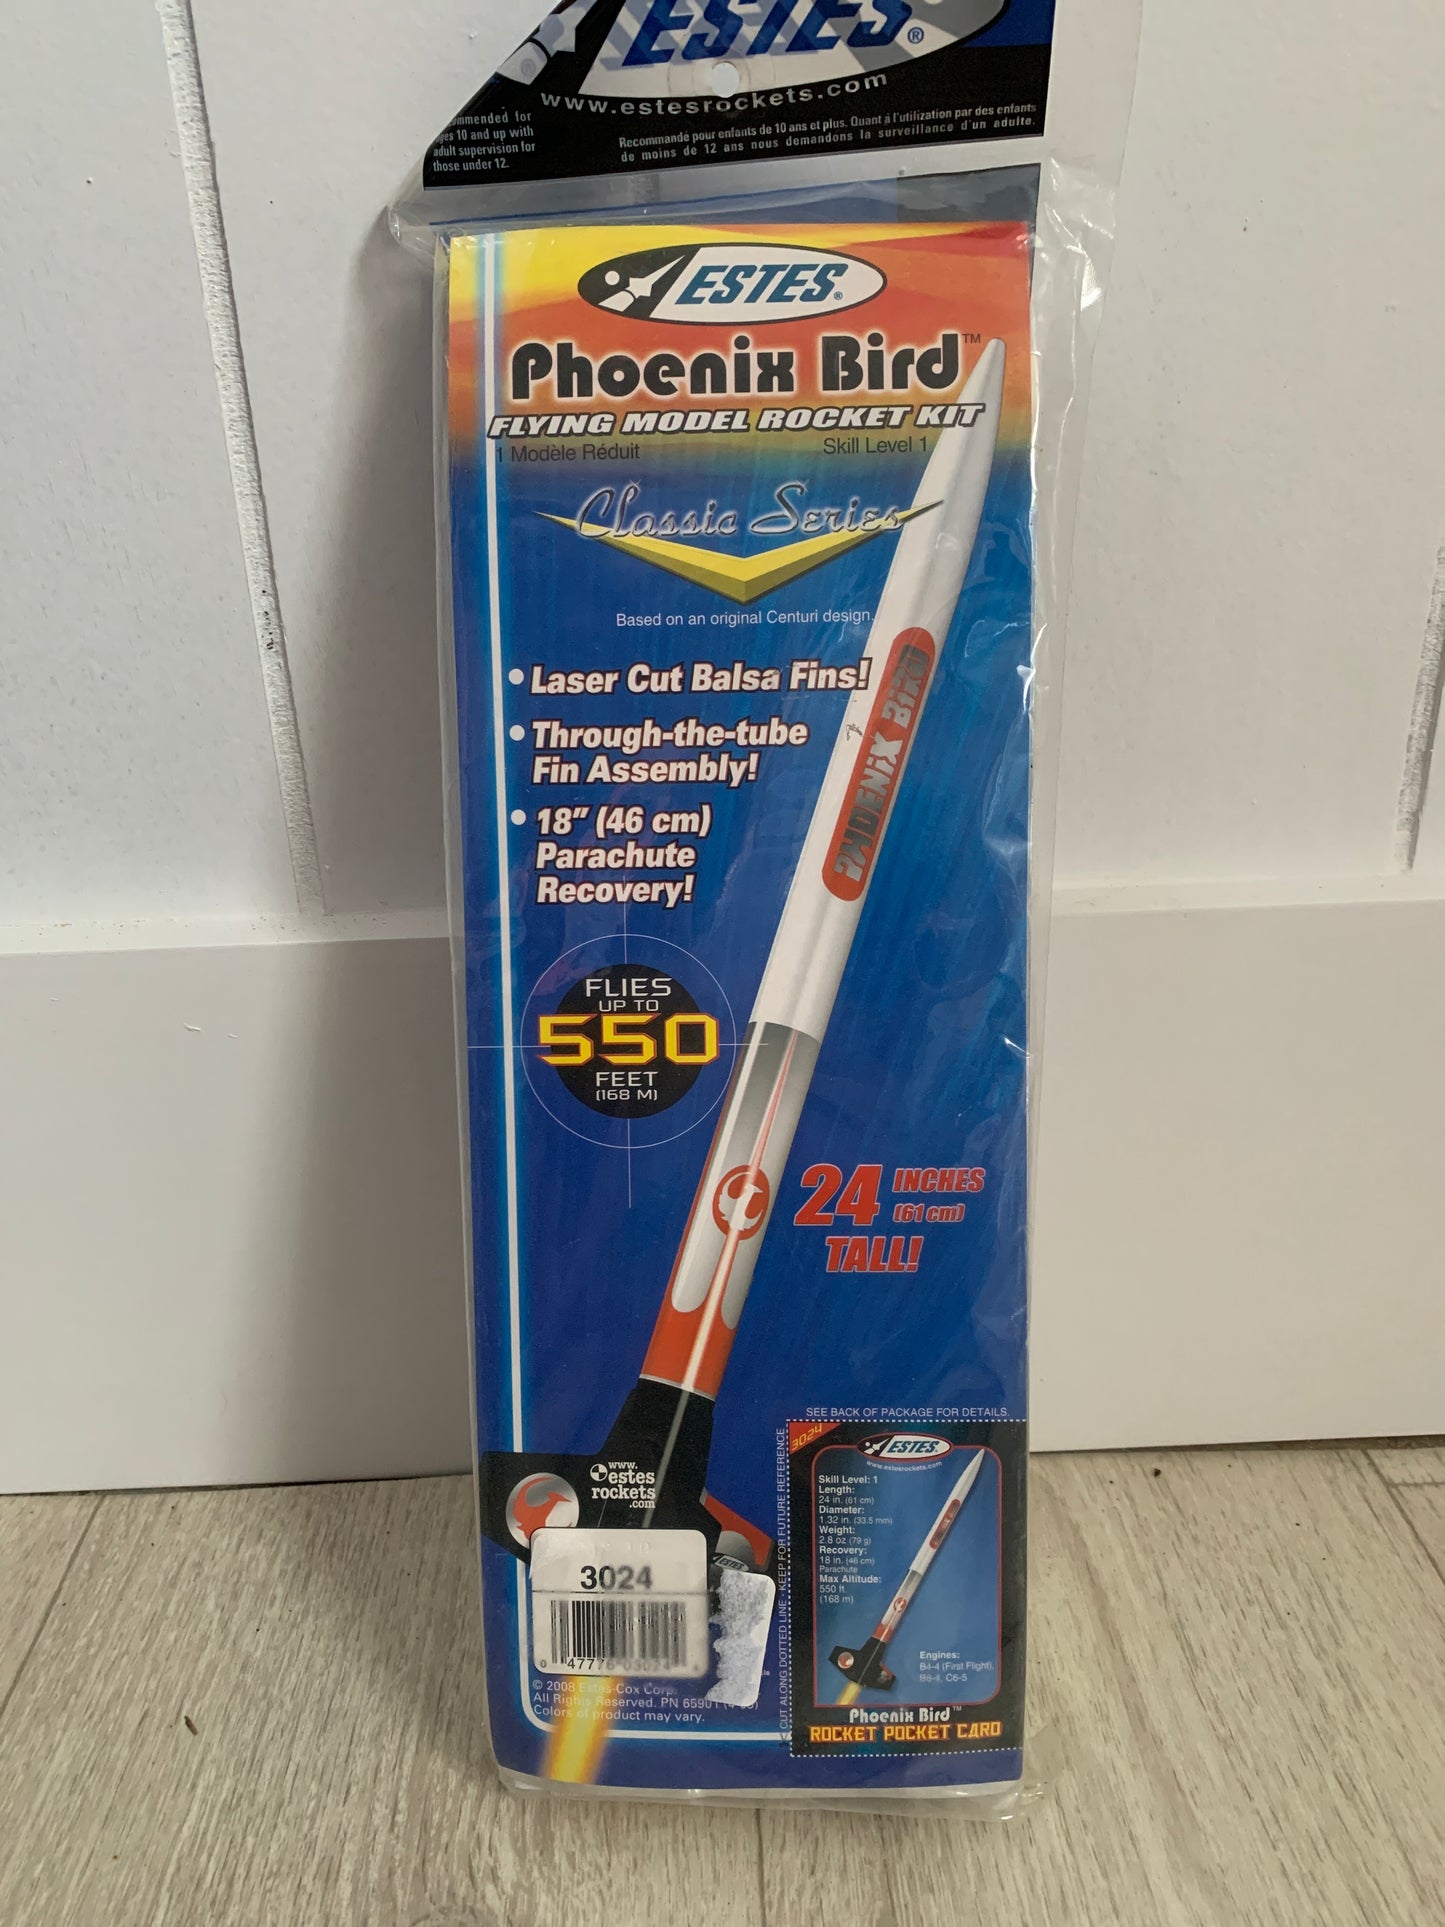 ESTES®
www.estesrockets.com
ommended for
ges 10 and up with
adult supervision for
those under 12.
Recommandé pour enfants de 10 ans et plus. Quant á l'utilization par des enfants
de moins de 12 ans nous demandons la surveillance d'un adulte.
ESTES®
Phoenix Bird™
FLYING MODEL ROCKET KIT
1 Modèle Réduit
Skill Level 1
Classic Series
Based on an original Centuri design.
• Laser Cut Balsa Fins!
• Through-the-tube
Fin Assembly!
• 18" (46 cm)
Parachute
Recovery!
PHOENiX BiRD
FLIES
UP TO
550
FEET
(168 M)
24 INCHES
(61 cm)
TALL!
SEE BACK OF PACKAGE FOR DETAILS.
CUT ALONG DOTTED LINE - KEEP FOR FUTURE REFERENCE
3024
ESTES®
www.estesrockets.com
Skill Level: 1
Length:
24 in. (61 cm)
Diameter:
1.32 in. (33.5 mm)
Weight:
2.8 oz (79 g)
Recovery:
18 in. (46 cm)
Parachute
Max Altitude:
550 ft.
(168 m)
Engines:
B4-4 (First Flight),
B6-4, C6-5
Phoenix Bird™
ROCKET POCKET CARD
www.
estes
rockets
.com
ESTES
3024
0 47776
© 2008 Estes-Cox Corp.
All Rights Reserved. PN 65901
Colors of product may vary.